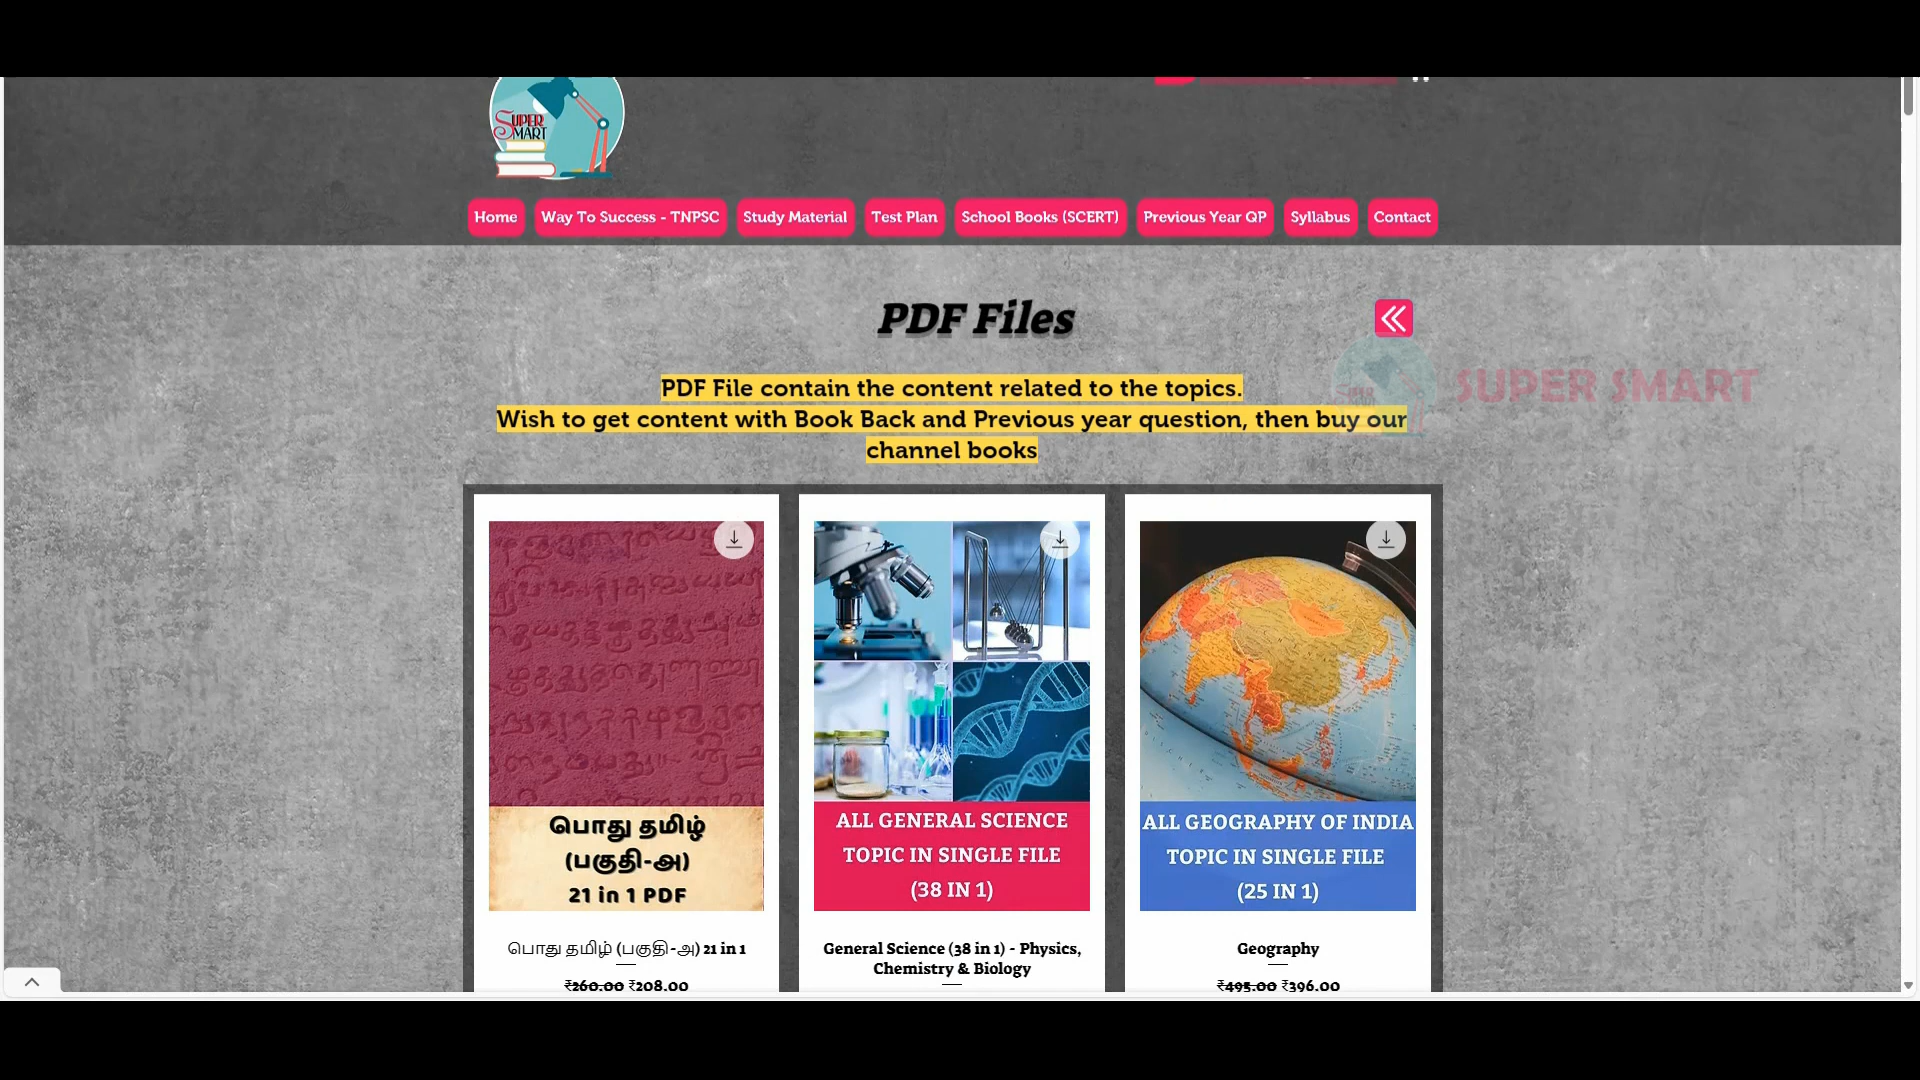 SUPER
SMART
Home
Way To Success - TNPSC
Study Material
Test Plan
School Books (SCERT)
Previous Year QP
Syllabus
Contact
PDF Files
PDF File contain the content related to the topics.
Wish to get content with Book Back and Previous year question, then buy our
channel books
SUPER SMART
பொது தமிழ்
(பகுதி-அ)
21 in 1 PDF
ALL GENERAL SCIENCE
TOPIC IN SINGLE FILE
(38 IN 1)
ALL GEOGRAPHY OF INDIA
TOPIC IN SINGLE FILE
(25 IN 1)
பொது தமிழ் (பகுதி-அ) 21 in 1
₹260.00 ₹208.00
General Science (38 in 1) - Physics,
Chemistry & Biology
Geography
₹495.00 ₹396.00